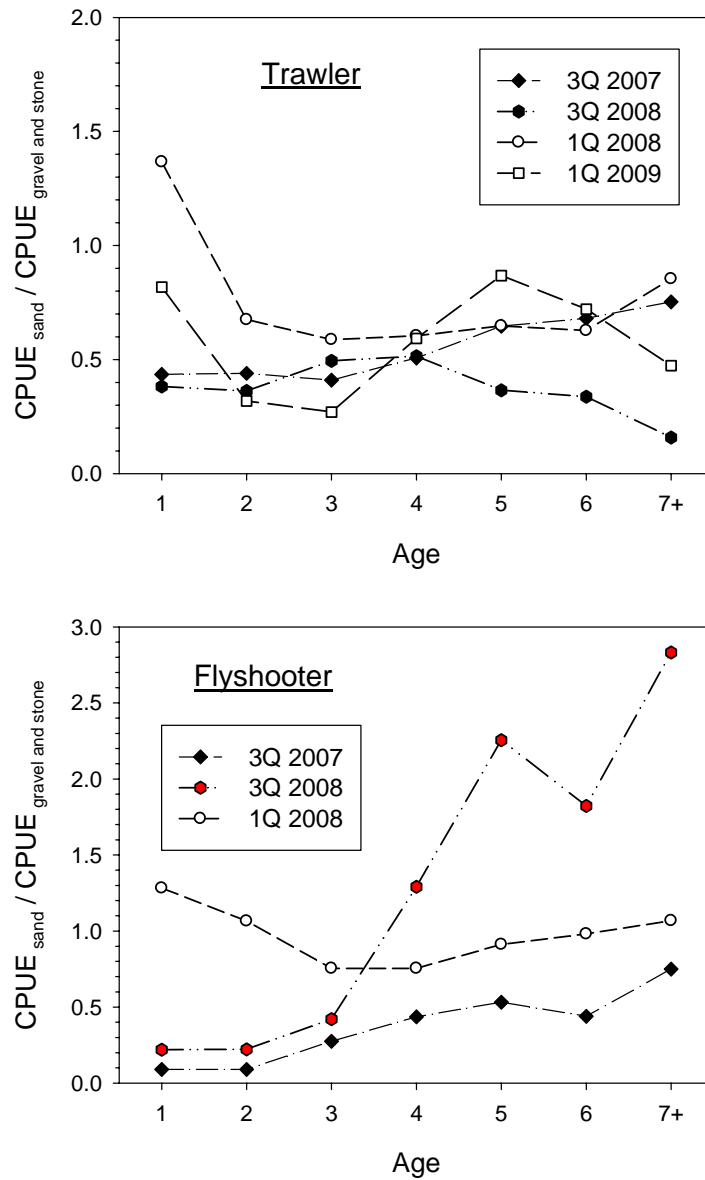 2.0
Trawler
3Q 2007
3Q 2008
1Q 2008
1Q 2009
1.5
1.0
0.5
0.0
CPUE sand / CPUE gravel and stone
1 2 3 4 5 6 7+
Age
3.0
Flyshooter
3Q 2007
3Q 2008
1Q 2008
2.5
2.0
1.5
1.0
0.5
0.0
CPUE sand / CPUE gravel and stone
1 2 3 4 5 6 7+
Age